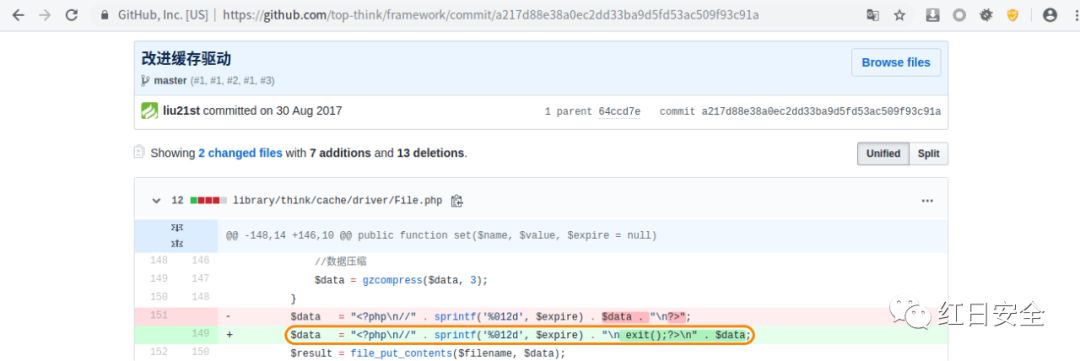 GitHub, Inc. [US] | https://github.com/top-think/framework/commit/a217d88e38a0ec2dd33ba9d5fd53ac509f93c91a
改进缓存驱动
Browse files
master (#1, #1, #2, #1, #3)
liu21st committed on 30 Aug 2017
1 parent 64ccd7e commit a217d88e38a0ec2dd33ba9d5fd53ac509f93c91a
Showing 2 changed files with 7 additions and 13 deletions.
Unified Split
12 library/think/cache/driver/File.php
@@ -148,14 +146,10 @@ public function set($name, $value, $expire = null)
148 146 //数据压缩
149 147 $data = gzcompress($data, 3);
150 148 }
151 - $data = "<?php\n//" . sprintf('%012d', $expire) . $data . "\n?>";
149 + $data = "<?php\n//" . sprintf('%012d', $expire) . "\n exit();?>\n" . $data;
152 150 $result = file_put_contents($filename, $data);
红日安全